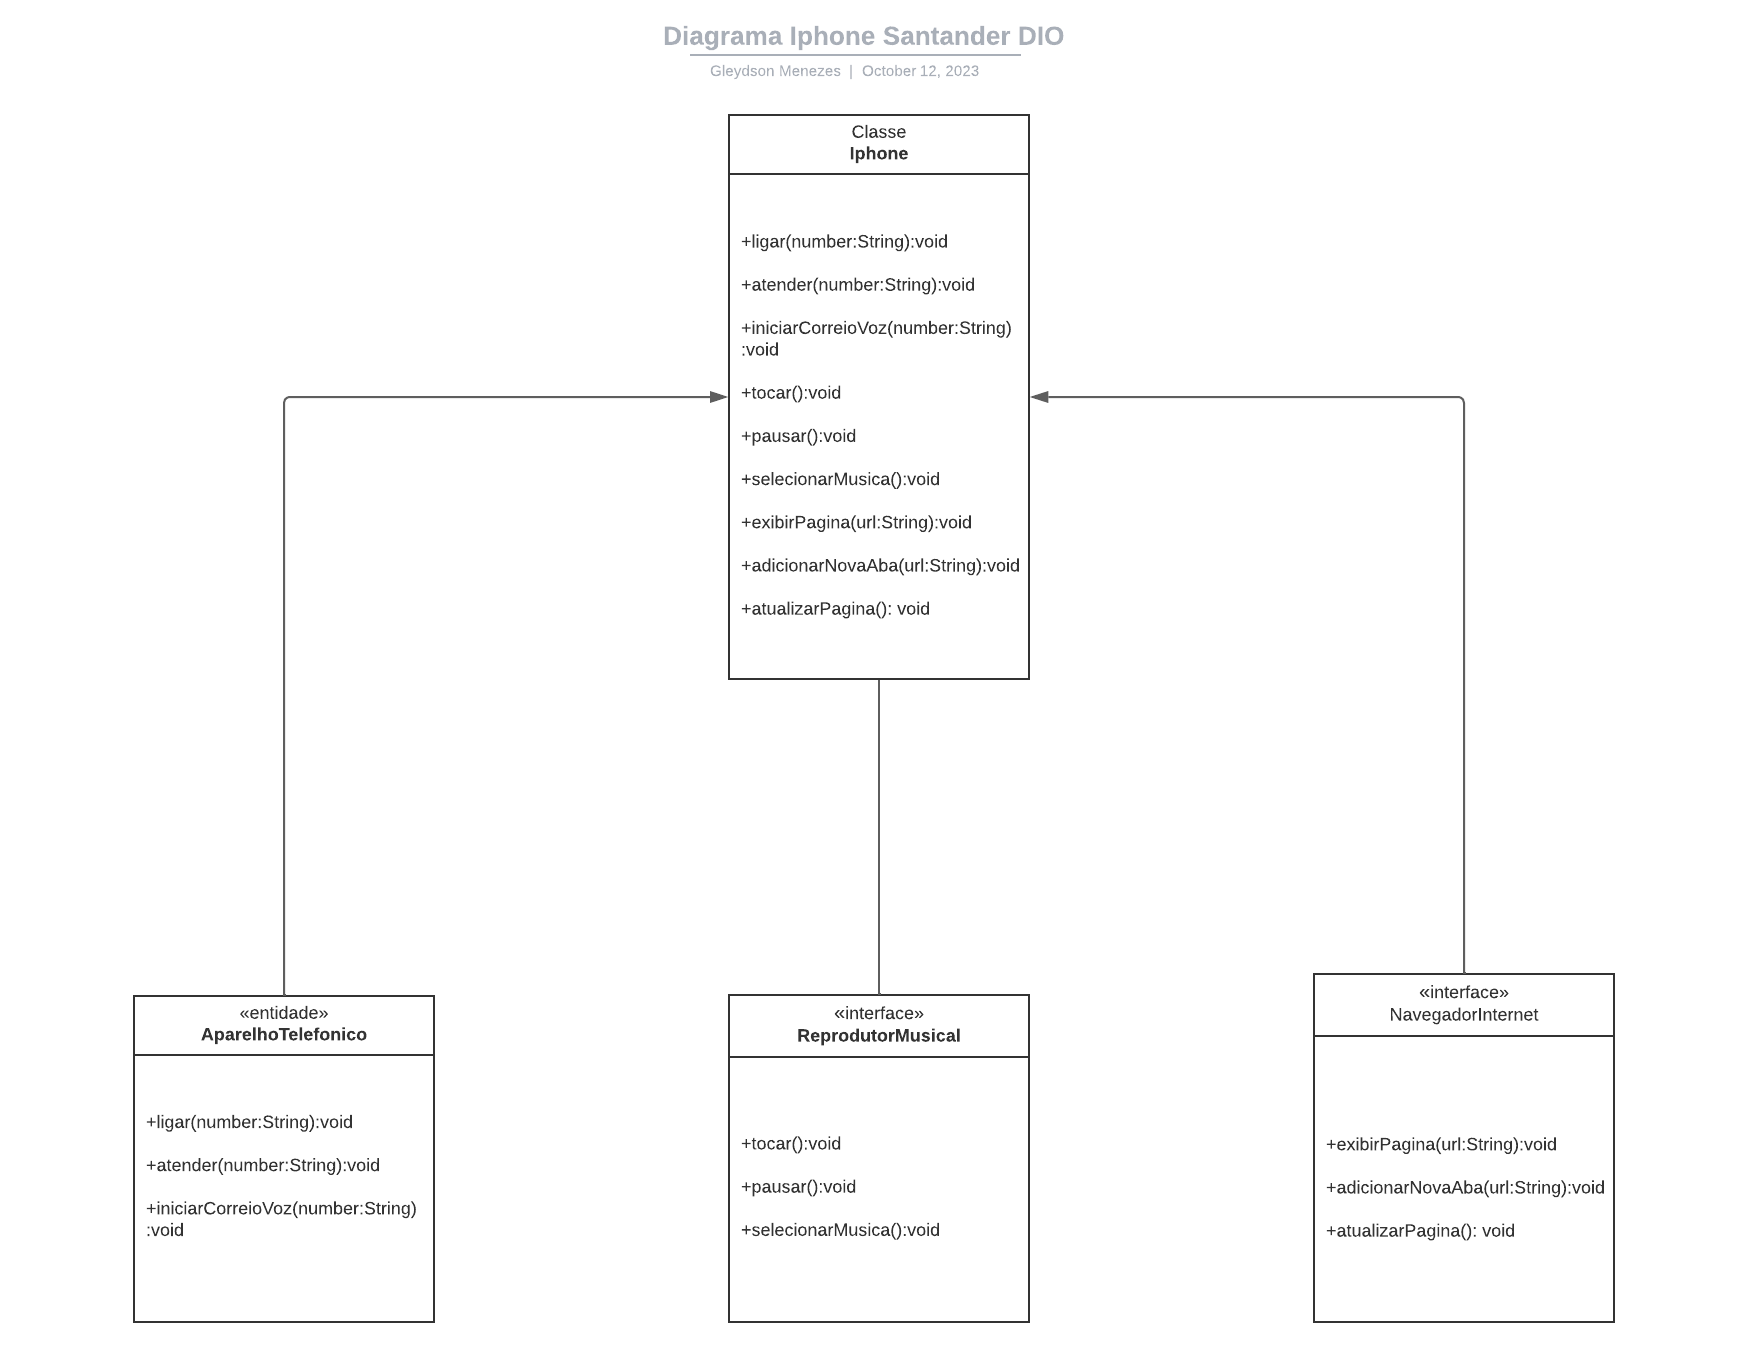 Diagrama Iphone Santander DIO
Gleydson Menezes | October 12, 2023
Classe
Iphone
+ligar(number:String):void
+atender(number:String):void
+iniciarCorreioVoz(number:String)
:void
+tocar():void
+pausar():void
+selecionarMusica():void
+exibirPagina(url:String):void
+adicionarNovaAba(url:String):void
+atualizarPagina(): void
«entidade»
AparelhoTelefonico
+ligar(number:String):void
+atender(number:String):void
+iniciarCorreioVoz(number:String)
:void
«interface»
ReprodutorMusical
+tocar():void
+pausar():void
+selecionarMusica():void
«interface»
NavegadorInternet
+exibirPagina(url:String):void
+adicionarNovaAba(url:String):void
+atualizarPagina(): void